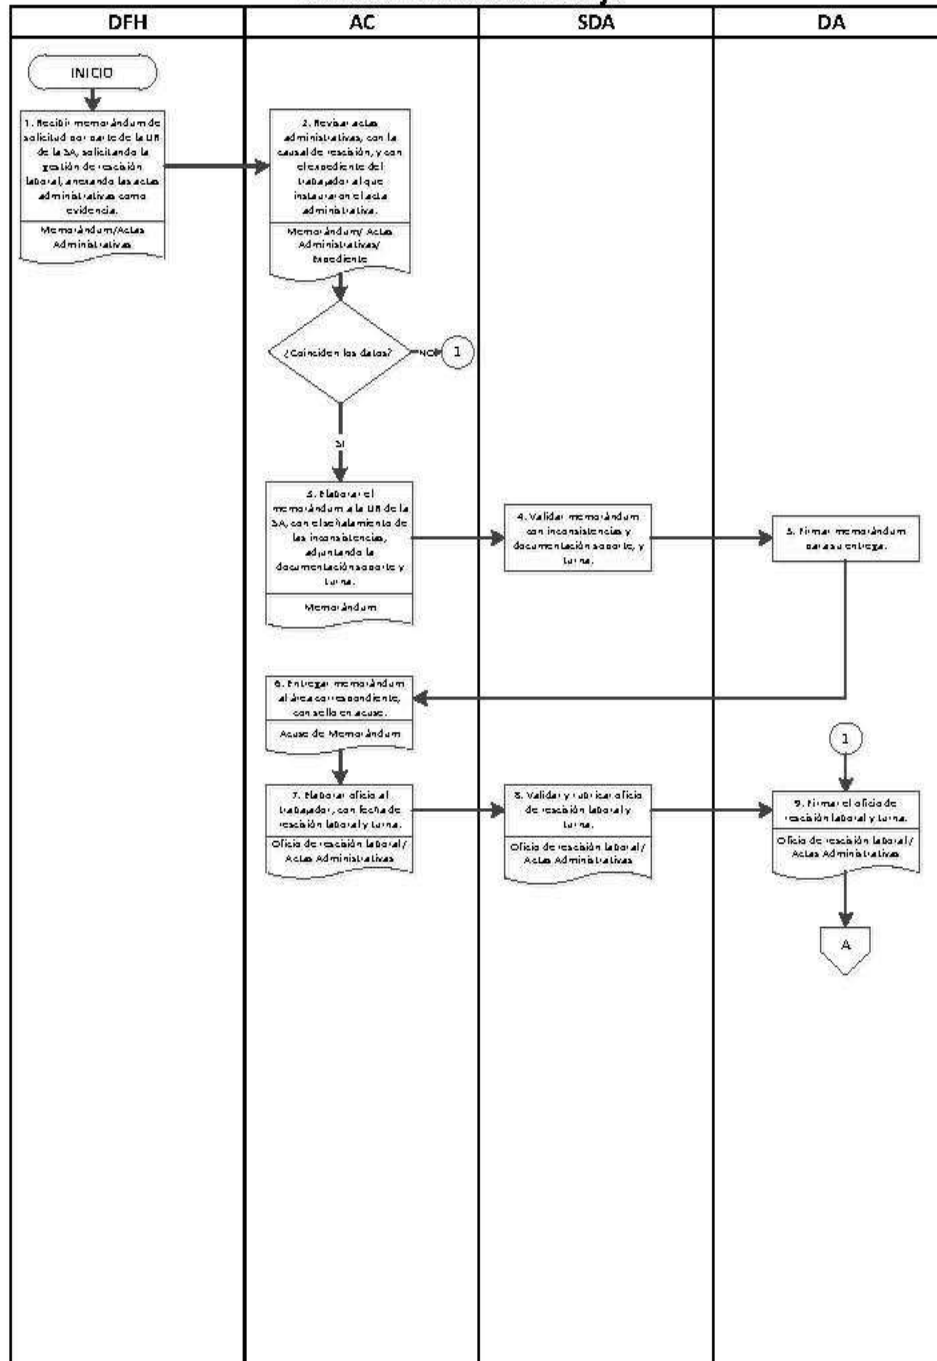 DFH
AC
SDA
DA
INICIO
1. Recibir memorándum de
solicitud por parte de la UR
de la SA, solicitando la
gestión de rescisión
laboral, anexando las actas
administrativas como
evidencia.
Memorándum/Actas
Administrativas
2. Revisar actas
administrativas, con la
causal de rescisión, y con
el expediente del
trabajador al que
instauraron el acta
administrativa.
Memorándum/ Actas
Administrativas/
Expediente
¿Coinciden los datos?
NO
1
SI
3. Elaborar el
memorándum a la UR de la
SA, con el señalamiento de
las inconsistencias,
adjuntando la
documentación soporte y
turna.
Memorándum
4. Validar memorándum
con inconsistencias y
documentación soporte, y
turna.
5. Firmar memorándum
para su entrega.
6. Entregar memorándum
al área correspondiente,
con sello en acuse.
Acuse de Memorándum
1
7. Elaborar oficio al
trabajador, con fecha de
rescisión laboral y turna.
Oficio de rescisión laboral/
Actas Administrativas
8. Validar y rubricar oficio
de rescisión laboral y
turna.
Oficio de rescisión laboral/
Actas Administrativas
9. Firmar el oficio de
rescisión laboral y turna.
Oficio de rescisión laboral/
Actas Administrativas
A